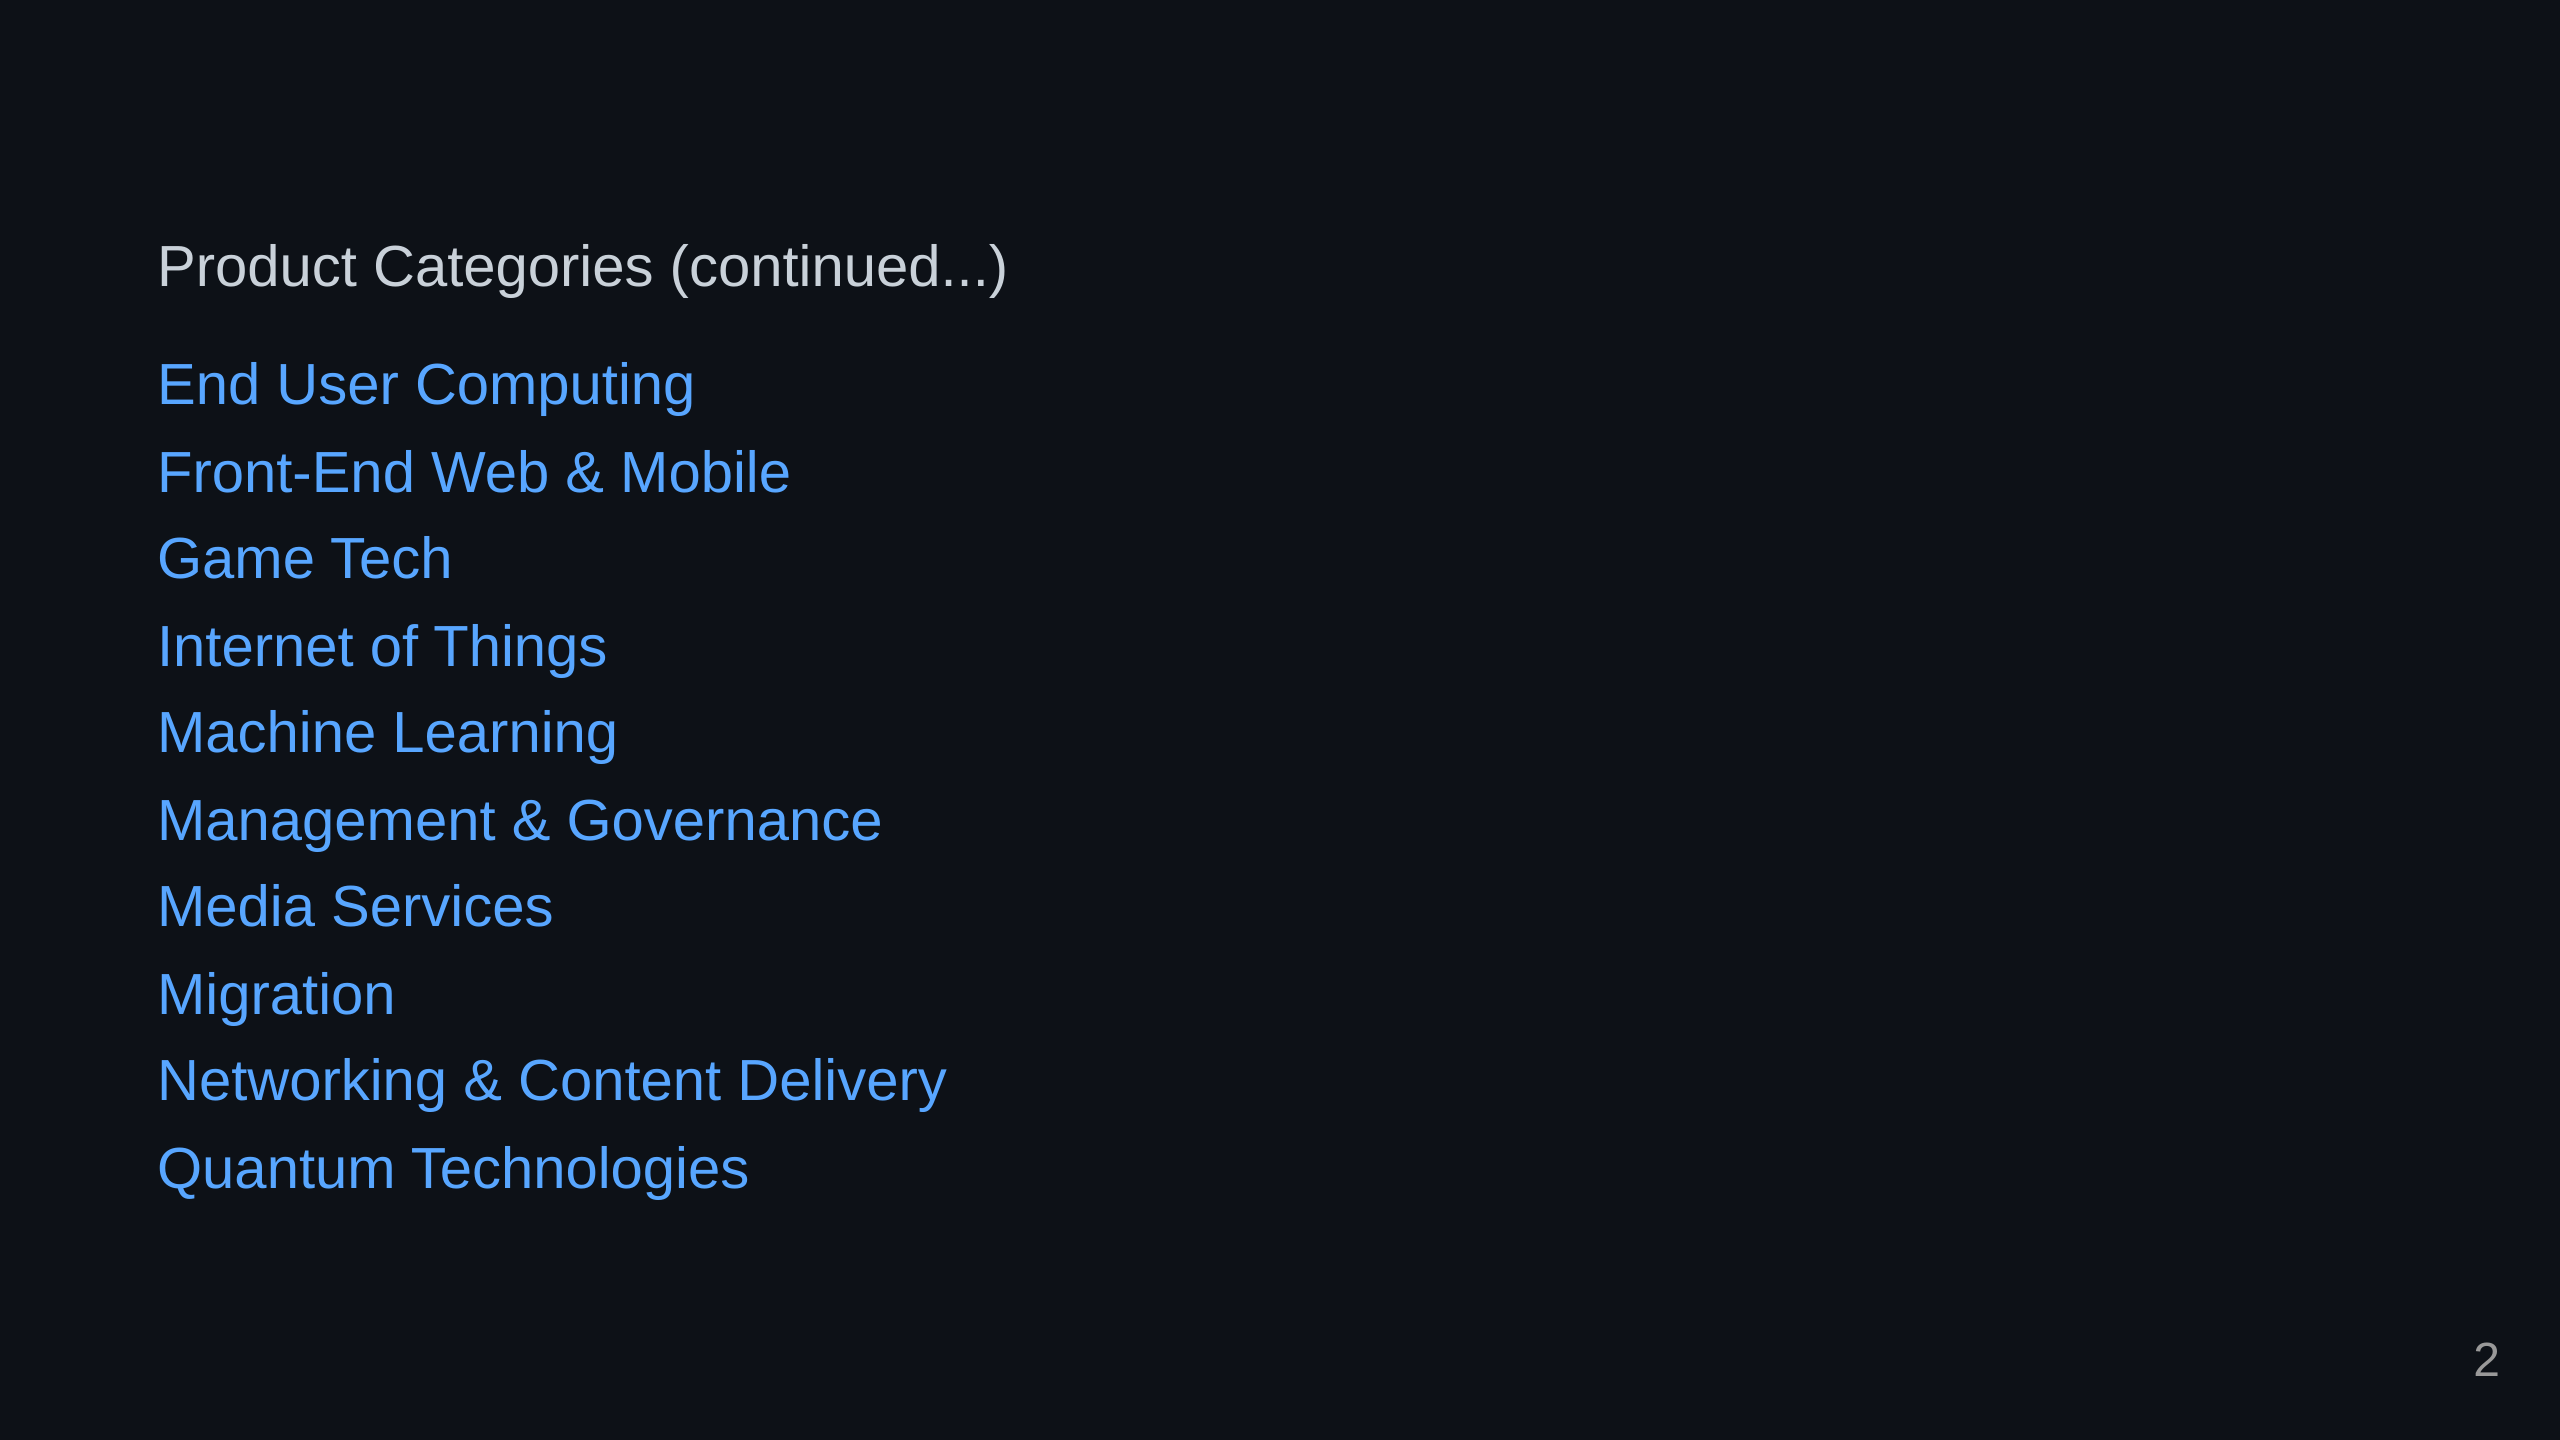 Product Categories (continued...)
End User Computing
Front-End Web & Mobile
Game Tech
Internet of Things
Machine Learning
Management & Governance
Media Services
Migration
Networking & Content Delivery
Quantum Technologies
2